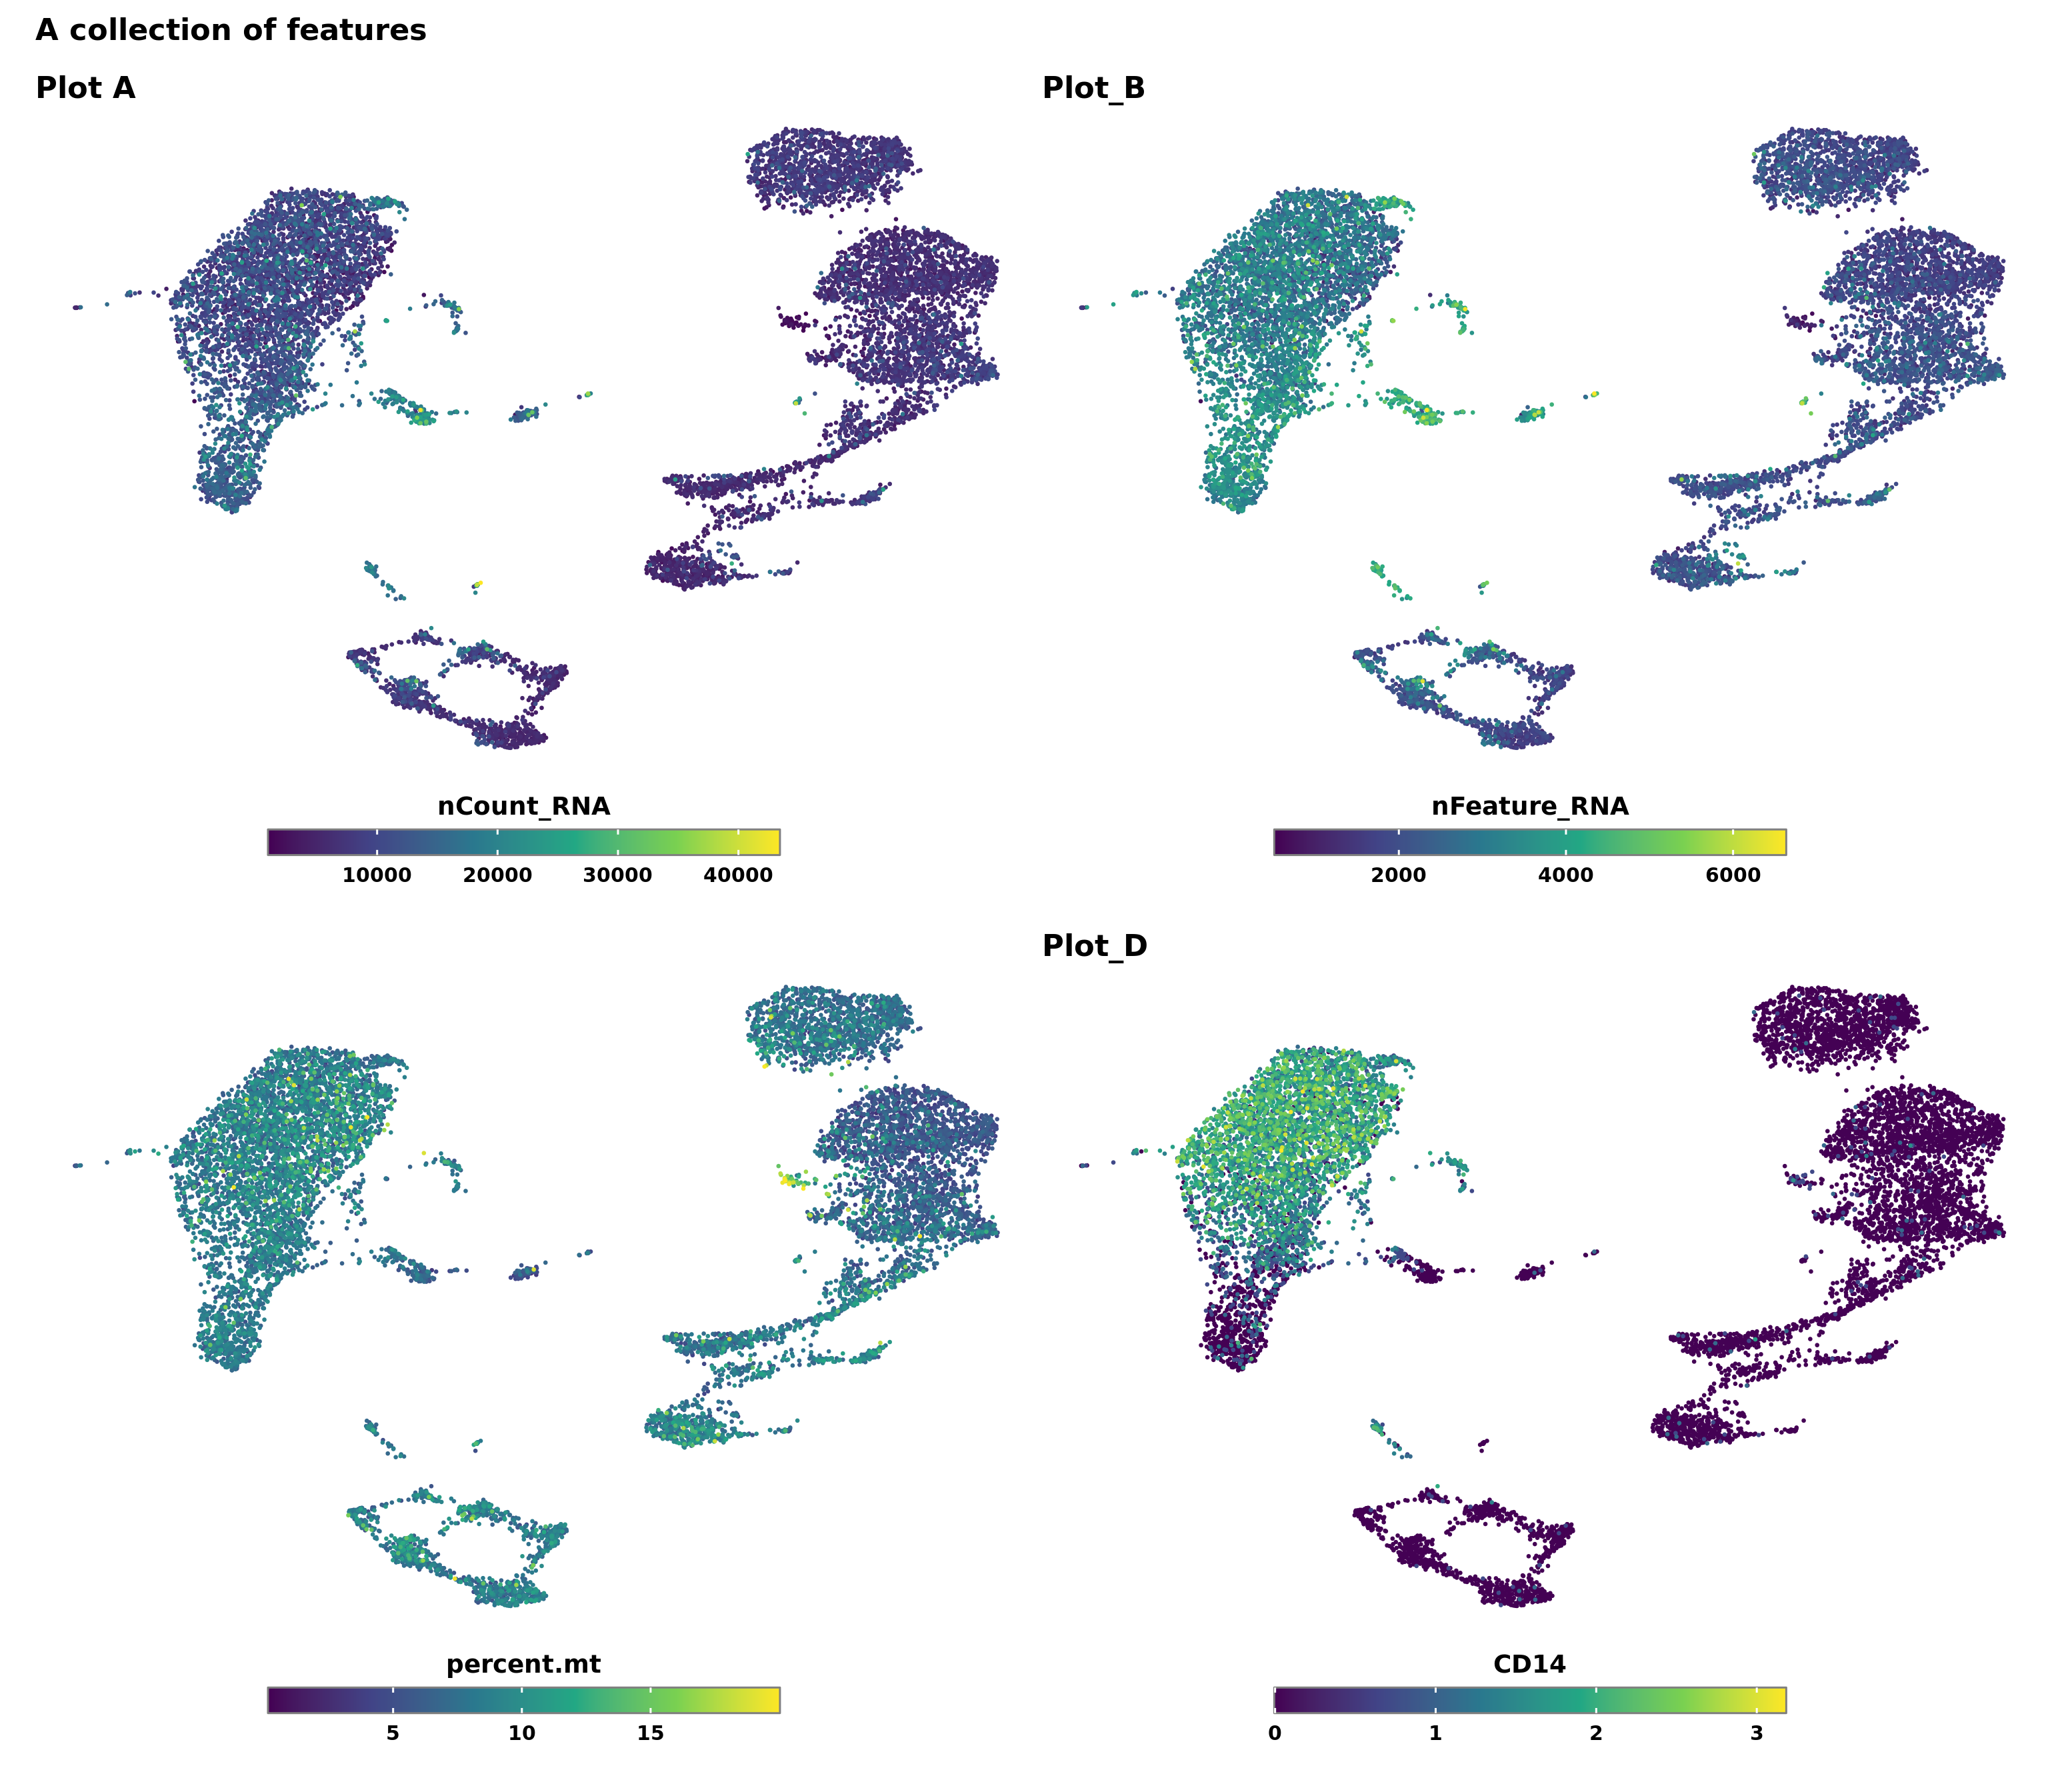 A collection of features
Plot A
Plot_B
nCount_RNA
10000 20000 30000 40000
nFeature_RNA
2000 4000 6000
Plot_D
percent.mt
5 10 15
CD14
0 1 2 3